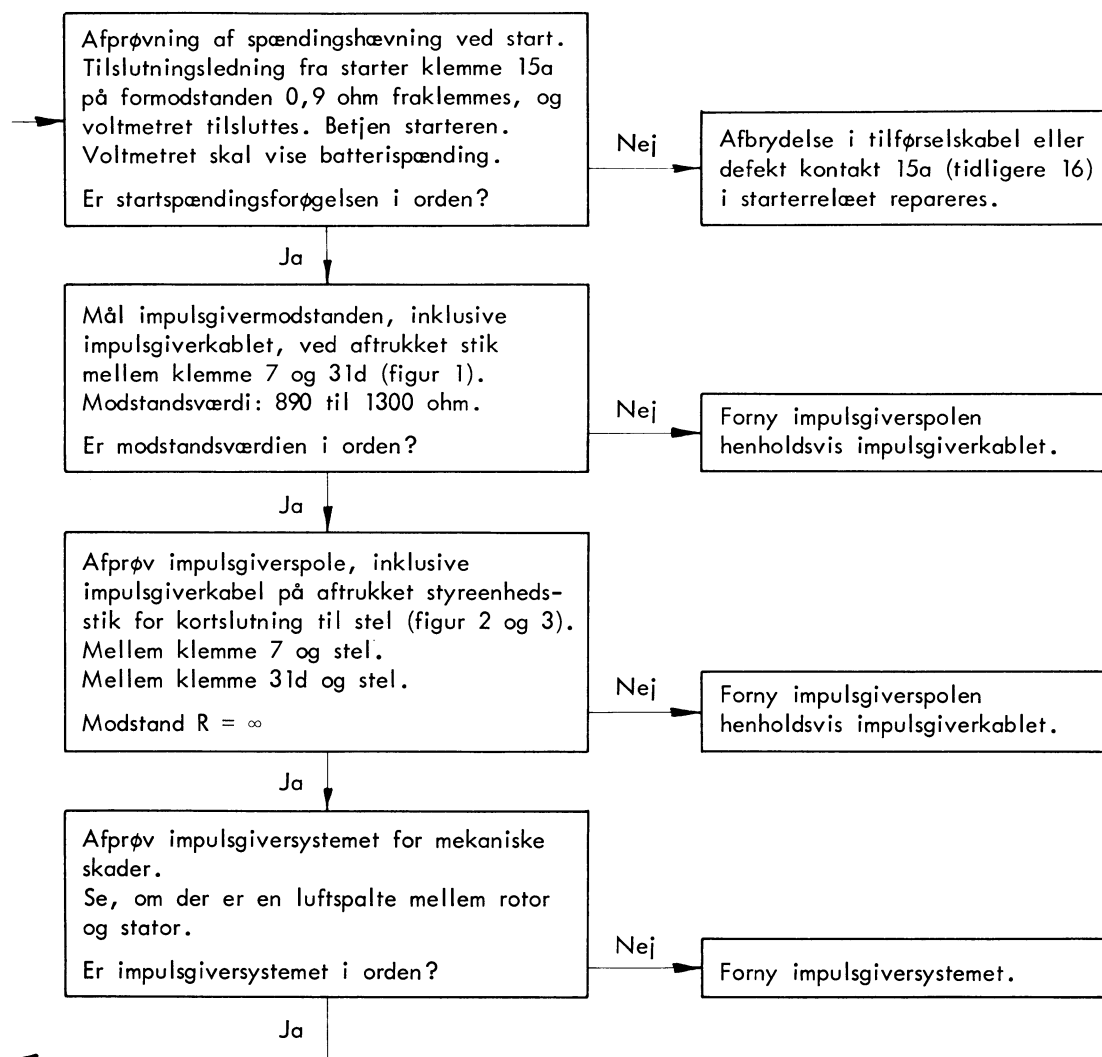 Afprøvning af spændingshævning ved start.
Tilslutningsledning fra starter klemme 15a
på formodstanden 0,9 ohm fraklemmes, og
voltmetret tilsluttes. Betjen starteren.
Voltmetret skal vise batterispænding.
Er startspændingsforøgelsen i orden?
Nej
Afbrydelse i tilførselskabel eller
defekt kontakt 15a (tidligere 16)
i starterrelæet repareres.
Ja
Mål impulsgivermodstanden, inklusive
impulsgiverkablet, ved aftrukket stik
mellem klemme 7 og 31d (figur 1).
Modstandsværdi: 890 til 1300 ohm.
Er modstandsværdien i orden?
Nej
Forny impulsgiverspolen
henholdsvis impulsgiverkablet.
Ja
Afprøv impulsgiverspole, inklusive
impulsgiverkabel på aftrukket styreenheds-
stik for kortslutning til stel (figur 2 og 3).
Mellem klemme 7 og stel.
Mellem klemme 31d og stel.
Modstand R = ∞
Nej
Forny impulsgiverspolen
henholdsvis impulsgiverkablet.
Ja
Afprøv impulsgiversystemet for mekaniske
skader.
Se, om der er en luftspalte mellem rotor
og stator.
Er impulsgiversystemet i orden?
Nej
Forny impulsgiversystemet.
Ja